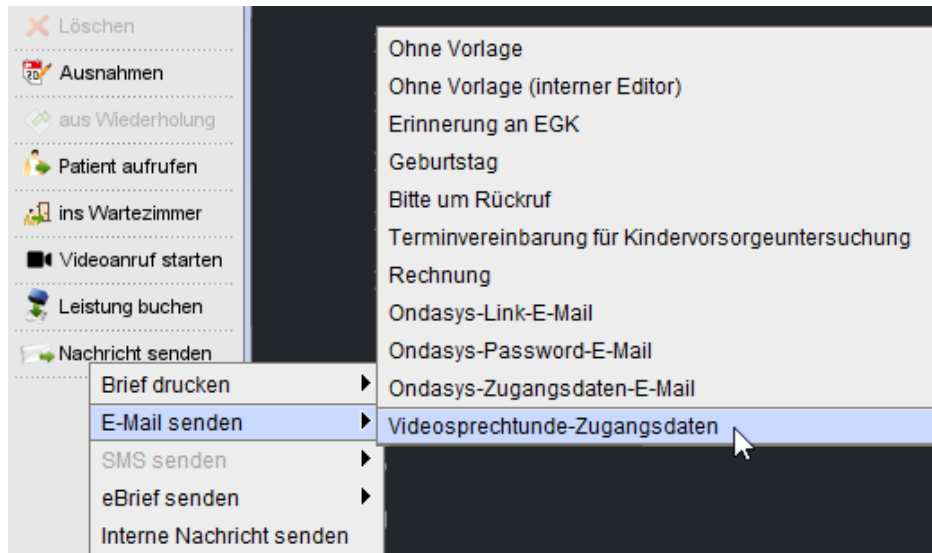 Löschen
Ausnahmen
aus Wiederholung
Patient aufrufen
ins Wartezimmer
Videoanruf starten
Leistung buchen
Nachricht senden
Brief drucken
E-Mail senden
SMS senden
eBrief senden
Interne Nachricht senden
Ohne Vorlage
Ohne Vorlage (interner Editor)
Erinnerung an EGK
Geburtstag
Bitte um Rückruf
Terminvereinbarung für Kindervorsorgeuntersuchung
Rechnung
Ondasys-Link-E-Mail
Ondasys-Password-E-Mail
Ondasys-Zugangsdaten-E-Mail
Videosprechtunde-Zugangsdaten